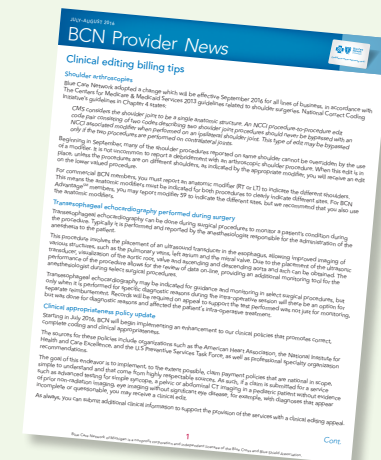 JULY-AUGUST 2016
BCN Provider News
Clinical editing billing tips
Shoulder arthroscopies
Blue Care Network adopted a change which will be effective September 2016 for all lines of business, in accordance with
The Centers for Medicare & Medicaid Services 2013 guidelines related to shoulder surgeries. National Correct Coding
Initiative's guidelines in Chapter 4 states:
CMS considers the shoulder joint to be a single anatomic structure. An NCCI procedure-to-procedure edit
code pair consisting of two codes describing two shoulder joint procedures should never be bypassed with an
NCCI associated modifier when performed on an ipsilateral shoulder joint. This type of edit may be bypassed
only if the two procedures are performed on contralateral joints.
Beginning in September, many of the shoulder procedures reported on same shoulder cannot be overridden by the use
of a modifier. It is not uncommon to report a debridement with an arthroscopic shoulder procedure. When this edit is in
place, unless the procedures are on different shoulders, as indicated by the appropriate modifier, you will receive an edit
on the lower valued procedure.
For commercial BCN members, you must report an anatomic modifier (RT or LT) to indicate the different shoulders.
This means the anatomic modifiers must be indicated for both procedures to clearly indicate different sites. For BCN
Advantage℠ members, you may report modifier 59 to indicate the different sites, but we recommend that you also use
the anatomic modifiers.
Transesophageal echocardiography performed during surgery
Transesophageal echocardiography can be done during surgical procedures to monitor a patient's condition during
the procedure. Typically it is performed and reported by the anesthesiologists responsible for the administration of the
anesthesia to the patient.
This procedure involves the placement of an ultrasound transducer in the esophagus, allowing improved imaging of
various structures, such as the pulmonary veins, left atrium and the mitral valve. Due to the placement of the ultrasonic
transducer, visualization of the aortic root, valve and ascending and descending aorta and arch can be obtained. The
performance of the procedure allows for the review of data on-line, providing an additional monitoring tool for the
anesthesiologist during select surgical procedures.
Transesophageal echocardiography may be indicated for guidance and monitoring in select surgical procedures, but
only when it is performed for specific diagnostic reasons during the intra-operative session will there be an option for
separate reimbursement. Records will be required on appeal to support the test performed was not just for monitoring,
but was done for diagnostic reasons and affected the patient's intra-operative treatment.
Clinical appropriateness policy update
Starting in July 2016, BCN will begin implementing an enhancement to our clinical policies that promotes correct,
complete coding and clinical appropriateness.
The sources for these policies include organizations such as the American Heart Association, the National Institute for
Health and Care Excellence, and the U.S Preventive Services Task Force, as well as professional specialty organization
recommendations.
The goal of this endeavor is to implement, to the extent possible, claim payment policies that are national in scope,
simple to understand and that come from highly respectable sources. As such, if a claim is submitted for a service
such as advanced testing for simple syncope, a pelvic or abdominal CT imaging in a pediatric patient without evidence
of prior non-radiation imaging, eye imaging without significant eye disease, for example, with diagnoses that appear
incomplete or questionable, you may receive a clinical edit.
As always, you can submit additional clinical information to support the provision of the services with a clinical editing appeal.
Cont.
1